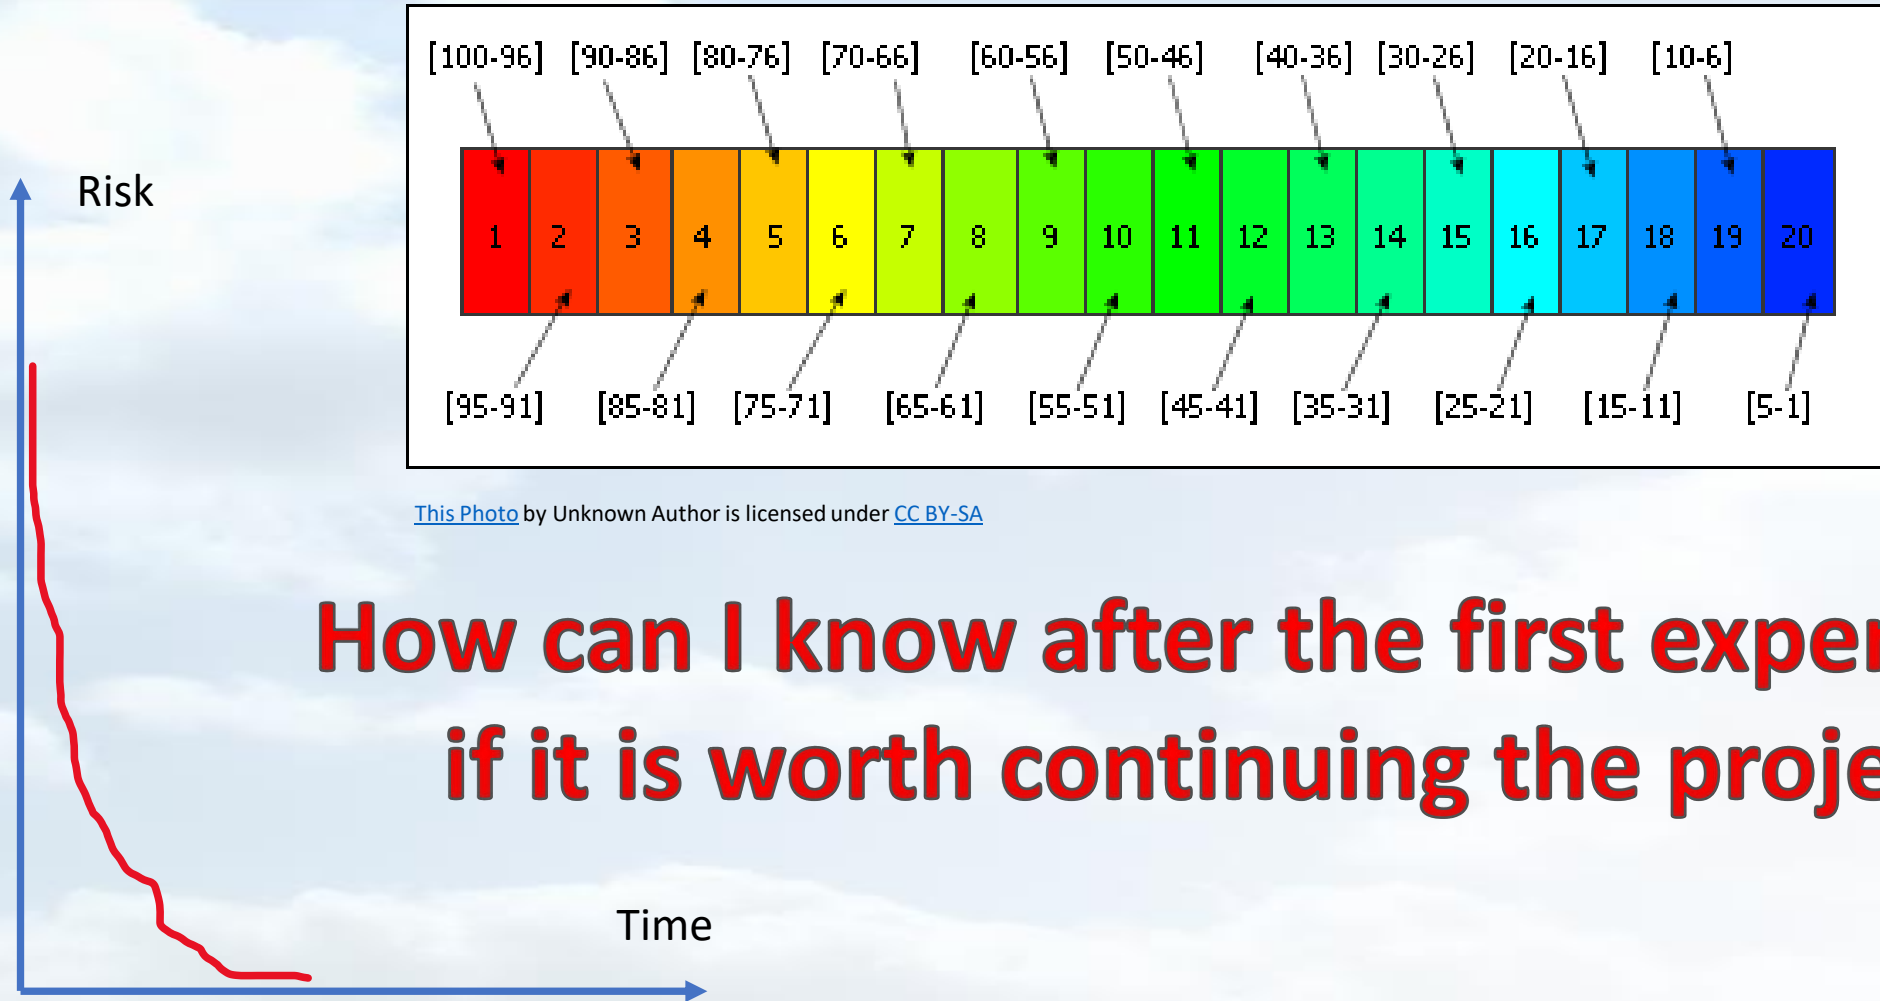 [100-96] [90-86] [80-76] [70-66] [60-56] [50-46] [40-36] [30-26] [20-16] [10-6]
Risk
1 2 3 4 5 6 7 8 9 10 11 12 13 14 15 16 17 18 19 20
[95-91] [85-81] [75-71] [65-61] [55-51] [45-41] [35-31] [25-21] [15-11] [5-1]
This Photo by Unknown Author is licensed under CC BY-SA
How can I know after the first exper
if it is worth continuing the proje
Time